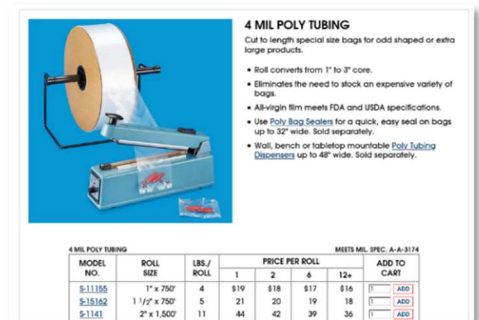 4 MIL POLY TUBING
Cut to length special size bags for odd shaped or extra
large products.
• Roll converts from 1" to 3" core.
• Eliminates the need to stock an expensive variety of
bags.
• All-virgin film meets FDA and USDA specifications.
• Use Poly Bag Sealers for a quick, easy seal on bags
up to 32" wide. Sold separately.
• Wall, bench or tabletop mountable Poly Tubing
Dispensers up to 48" wide. Sold separately.
4 MIL POLY TUBING MEETS MIL. SPEC. A-A-3174
MODEL NO. ROLL SIZE LBS./ ROLL PRICE PER ROLL ADD TO CART
1 2 6 12+
S-11155 1" x 750' 4 $19 $18 $17 $16 1 ADD
S-15162 1 1/2" x 750' 5 21 20 19 18 1 ADD
S-1141 2" x 1,500' 11 44 42 39 36 1 ADD